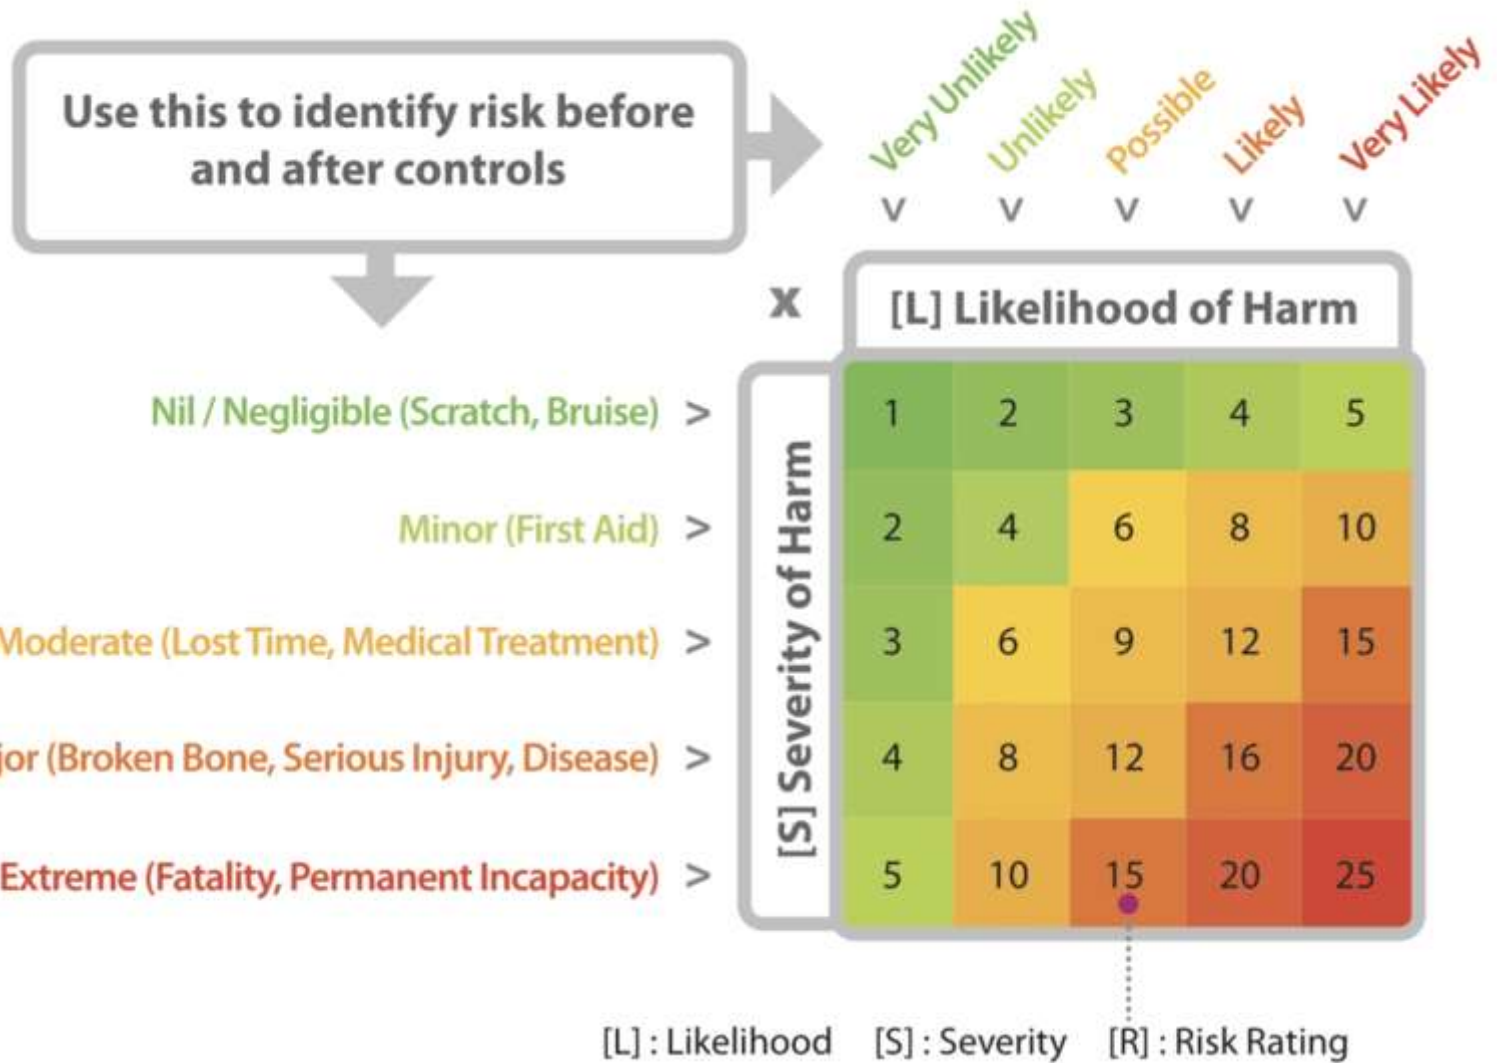 Use this to identify risk before
and after controls
Very Unlikely
Unlikely
Possible
Likely
Very Likely
v v v v v
x
[L] Likelihood of Harm
[S] Severity of Harm
Nil / Negligible (Scratch, Bruise) > 1 2 3 4 5
Minor (First Aid) > 2 4 6 8 10
Moderate (Lost Time, Medical Treatment) > 3 6 9 12 15
jor (Broken Bone, Serious Injury, Disease) > 4 8 12 16 20
Extreme (Fatality, Permanent Incapacity) > 5 10 15 20 25
[L] : Likelihood [S] : Severity [R] : Risk Rating